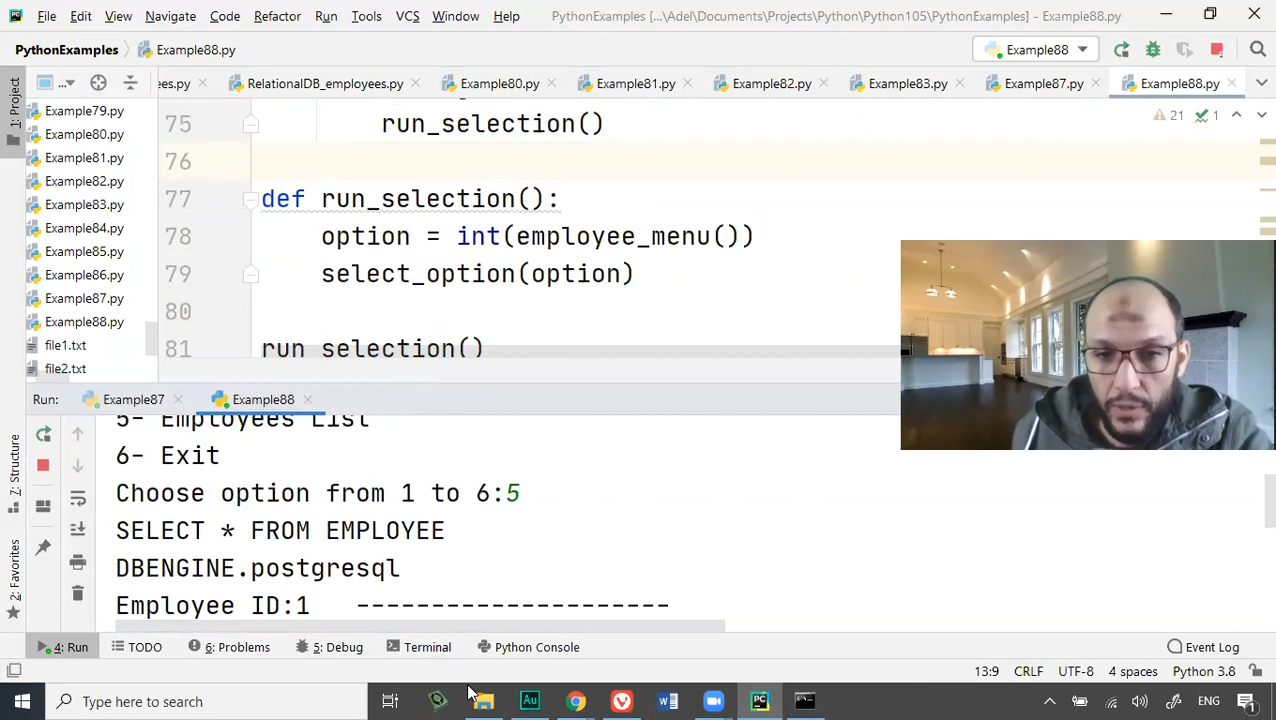 File Edit View Navigate Code Refactor Run Tools VCS Window Help PythonExamples [...\Adel\Documents\Projects\Python\Python105\PythonExamples] - Example88.py
PythonExamples Example88.py Example88
1: Project
... es.py RelationalDB_employees.py Example80.py Example81.py Example82.py Example83.py Example87.py Example88.py
Example79.py
Example80.py
Example81.py
Example82.py
Example83.py
Example84.py
Example85.py
Example86.py
Example87.py
Example88.py
file1.txt
file2.txt
21 1
75 run_selection()
76
77 def run_selection():
78 option = int(employee_menu())
79 select_option(option)
80
81 run_selection()
Run: Example87 Example88
5- Employees List
6- Exit
Choose option from 1 to 6:5
SELECT * FROM EMPLOYEE
DBENGINE.postgresql
Employee ID:1 ---------------------
7: Structure
2: Favorites
4: Run TODO 6: Problems 5: Debug Terminal Python Console Event Log
13:9 CRLF UTF-8 4 spaces Python 3.8
Type here to search Au W PC ENG 1